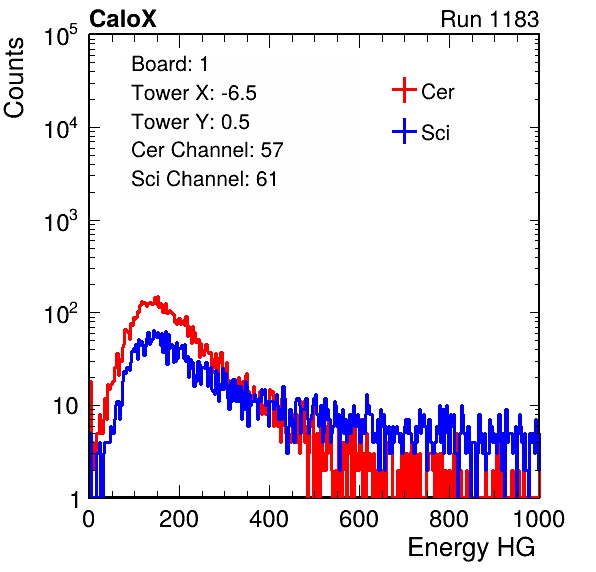 CaloX Run 1183
Counts
Board: 1
Tower X: -6.5
Tower Y: 0.5
Cer Channel: 57
Sci Channel: 61
Cer
Sci
10^5
10^4
10^3
10^2
10
1
0 200 400 600 800 1000
Energy HG